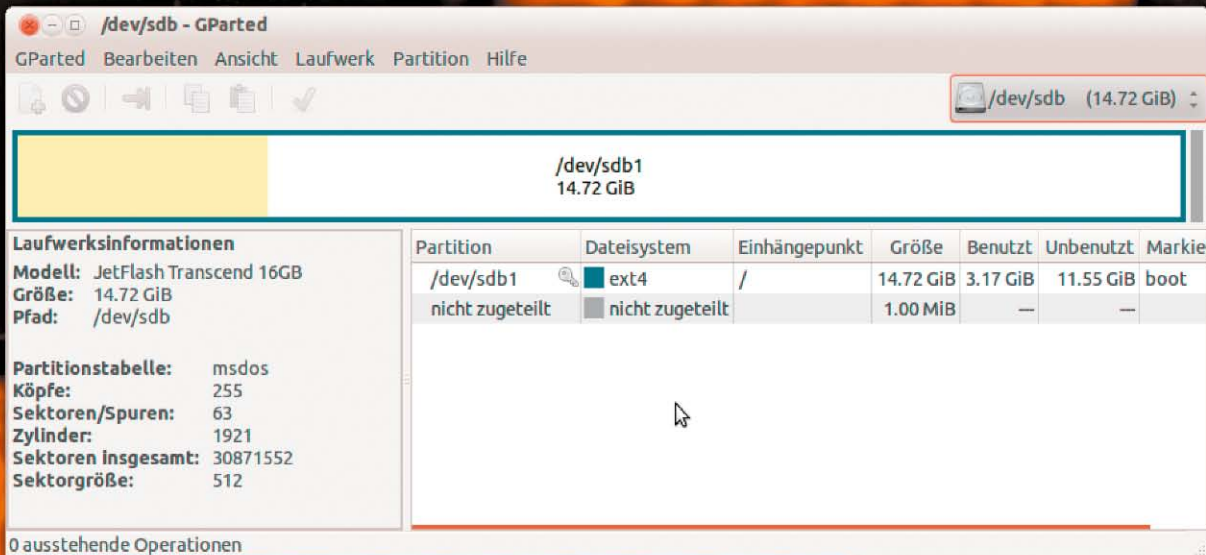 /dev/sdb - GParted
GParted Bearbeiten Ansicht Laufwerk Partition Hilfe
/dev/sdb (14.72 GiB)
/dev/sdb1
14.72 GiB
Laufwerksinformationen
Modell: JetFlash Transcend 16GB
Größe: 14.72 GiB
Pfad: /dev/sdb
Partitionstabelle: msdos
Köpfe: 255
Sektoren/Spuren: 63
Zylinder: 1921
Sektoren insgesamt: 30871552
Sektorgröße: 512
Partition Dateisystem Einhängepunkt Größe Benutzt Unbenutzt Markie
/dev/sdb1 ext4 / 14.72 GiB 3.17 GiB 11.55 GiB boot
nicht zugeteilt nicht zugeteilt 1.00 MiB — —
0 ausstehende Operationen